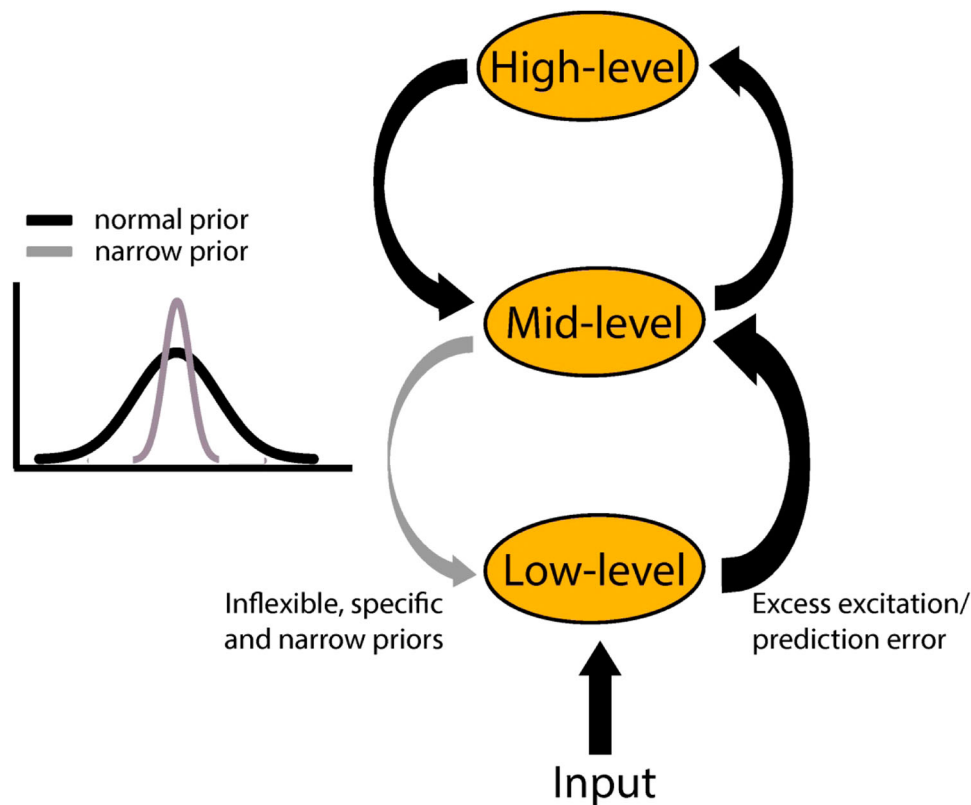 High-level
normal prior
narrow prior
Mid-level
Low-level
Inflexible, specific
and narrow priors
Excess excitation/
prediction error
Input